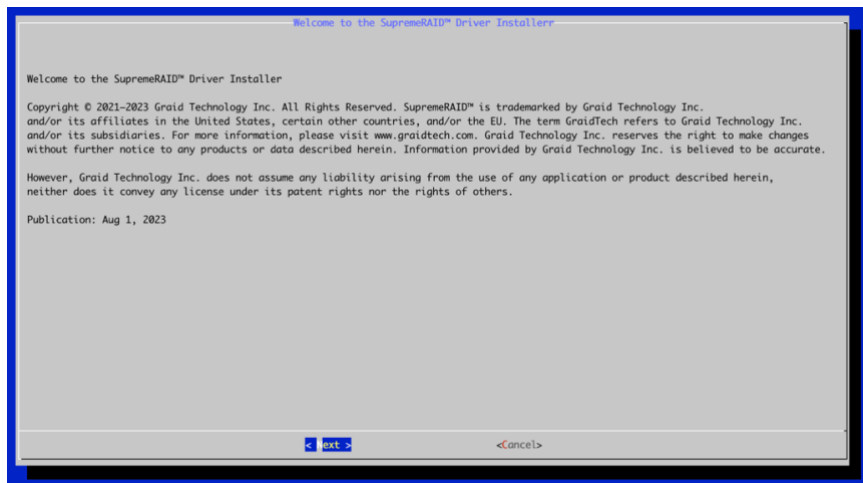 Welcome to the SupremeRAID™ Driver Installerr
Welcome to the SupremeRAID™ Driver Installer
Copyright © 2021–2023 Graid Technology Inc. All Rights Reserved. SupremeRAID™ is trademarked by Graid Technology Inc.
and/or its affiliates in the United States, certain other countries, and/or the EU. The term GraidTech refers to Graid Technology Inc.
and/or its subsidiaries. For more information, please visit www.graidtech.com. Graid Technology Inc. reserves the right to make changes
without further notice to any products or data described herein. Information provided by Graid Technology Inc. is believed to be accurate.
However, Graid Technology Inc. does not assume any liability arising from the use of any application or product described herein,
neither does it convey any license under its patent rights nor the rights of others.
Publication: Aug 1, 2023
< Next > <Cancel>